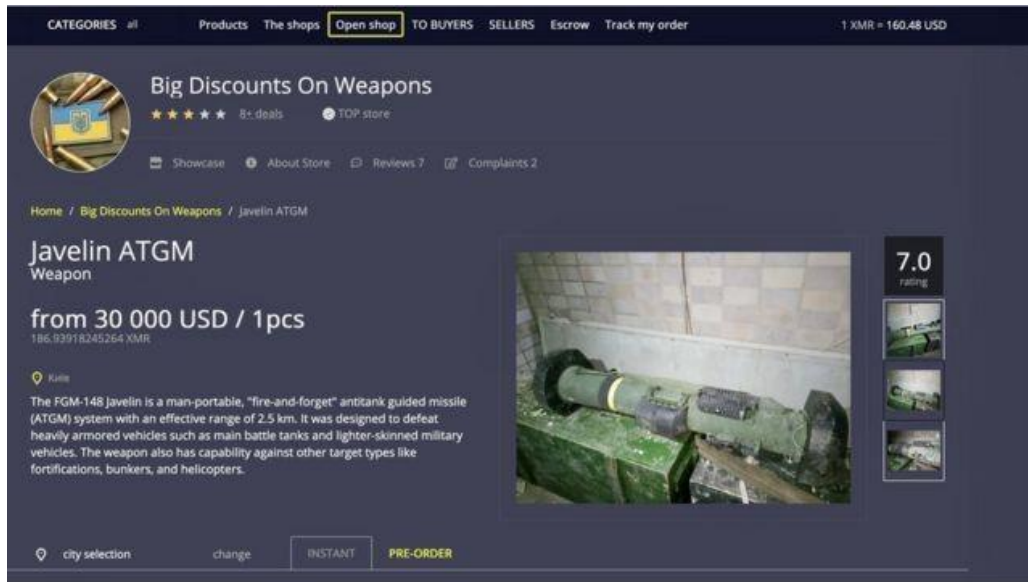 CATEGORIES all Products The shops Open shop TO BUYERS SELLERS Escrow Track my order 1 XMR = 160.48 USD
Big Discounts On Weapons
8+ deals TOP store
Showcase About Store Reviews 7 Complaints 2
Home / Big Discounts On Weapons / Javelin ATGM
Javelin ATGM
Weapon
from 30 000 USD / 1pcs
186.93918245264 XMR
Київ
The FGM-148 Javelin is a man-portable, "fire-and-forget" antitank guided missile
(ATGM) system with an effective range of 2.5 km. It was designed to defeat
heavily armored vehicles such as main battle tanks and lighter-skinned military
vehicles. The weapon also has capability against other target types like
fortifications, bunkers, and helicopters.
7.0
rating
city selection change INSTANT PRE-ORDER